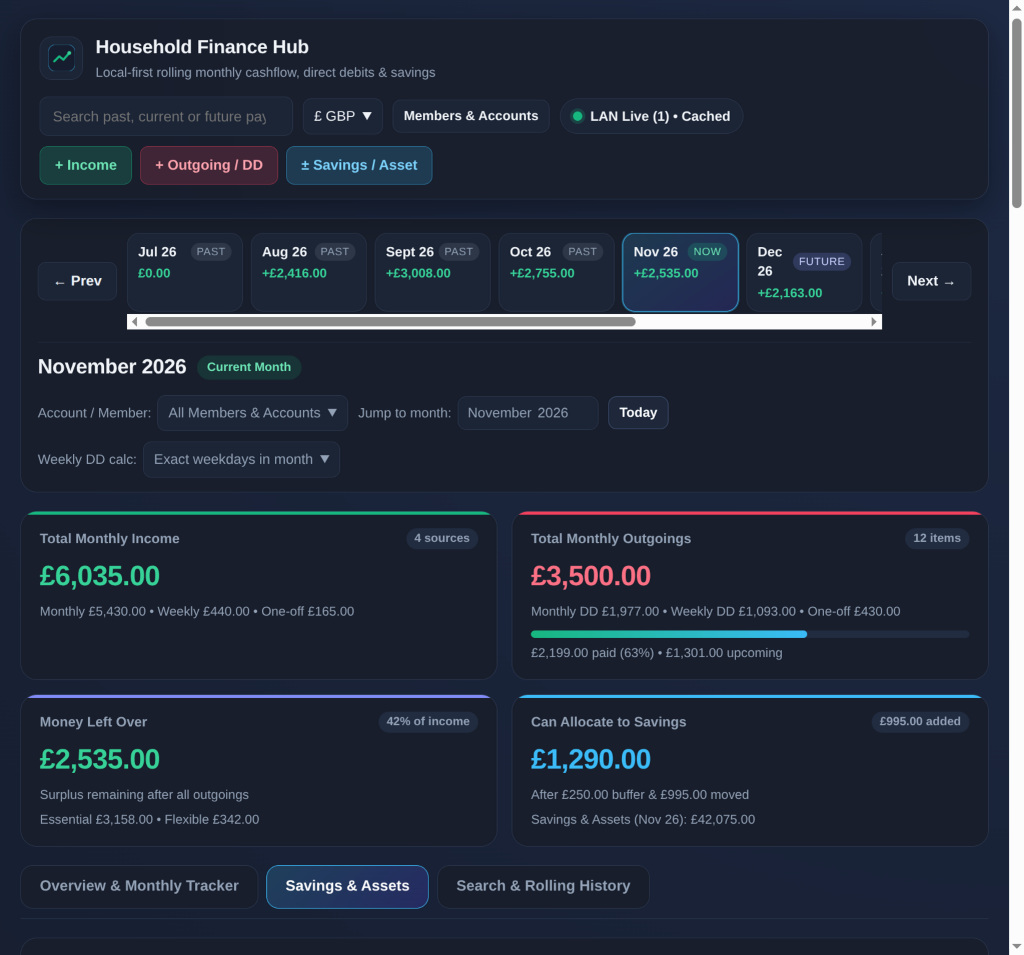 Household Finance Hub
Local-first rolling monthly cashflow, direct debits & savings
Search past, current or future pay
£ GBP ▼
Members & Accounts
LAN Live (1) • Cached
+ Income
+ Outgoing / DD
± Savings / Asset
← Prev
Jul 26 PAST
£0.00
Aug 26 PAST
+£2,416.00
Sept 26 PAST
+£3,008.00
Oct 26 PAST
+£2,755.00
Nov 26 NOW
+£2,535.00
Dec 26 FUTURE
+£2,163.00
Next →
November 2026 Current Month
Account / Member: All Members & Accounts ▼ Jump to month: November 2026 Today
Weekly DD calc: Exact weekdays in month ▼
Total Monthly Income 4 sources
£6,035.00
Monthly £5,430.00 • Weekly £440.00 • One-off £165.00
Total Monthly Outgoings 12 items
£3,500.00
Monthly DD £1,977.00 • Weekly DD £1,093.00 • One-off £430.00
£2,199.00 paid (63%) • £1,301.00 upcoming
Money Left Over 42% of income
£2,535.00
Surplus remaining after all outgoings
Essential £3,158.00 • Flexible £342.00
Can Allocate to Savings £995.00 added
£1,290.00
After £250.00 buffer & £995.00 moved
Savings & Assets (Nov 26): £42,075.00
Overview & Monthly Tracker
Savings & Assets
Search & Rolling History